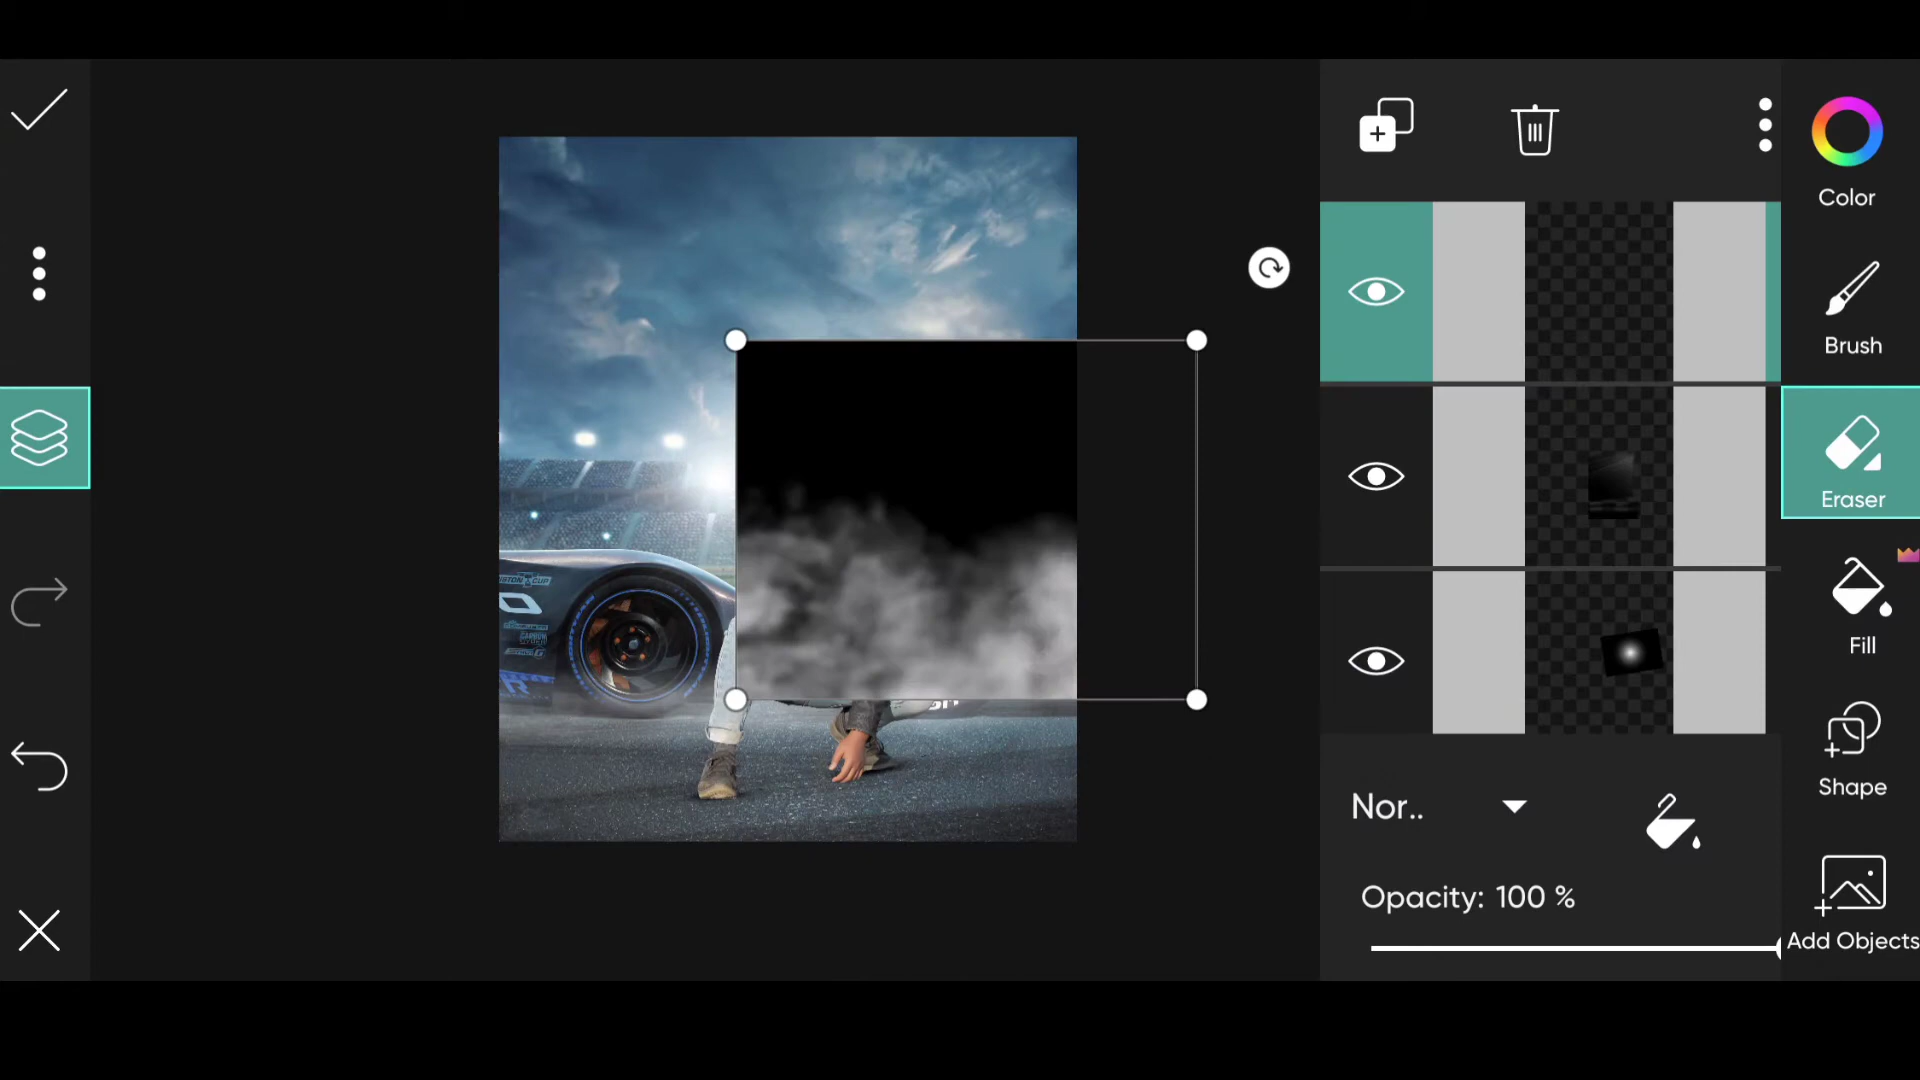 Color
Brush
Eraser
Fill
Shape
Add Objects
Nor..
Opacity: 100 %